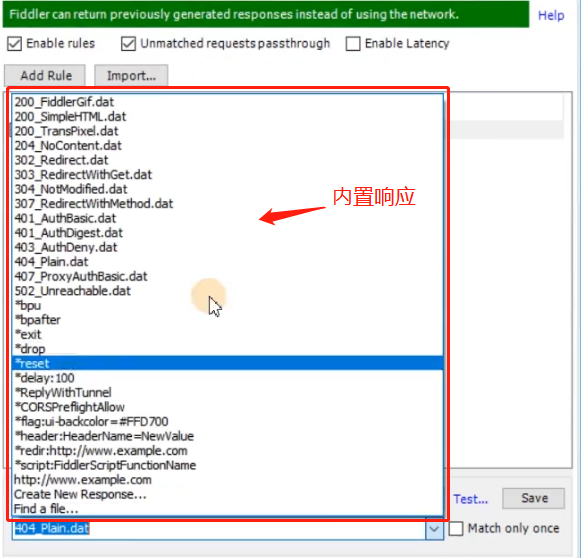 Fiddler can return previously generated responses instead of using the network.
Help
Enable rules
Unmatched requests passthrough
Enable Latency
Add Rule
Import...
200_FiddlerGif.dat
200_SimpleHTML.dat
200_TransPixel.dat
204_NoContent.dat
302_Redirect.dat
303_RedirectWithGet.dat
304_NotModified.dat
307_RedirectWithMethod.dat
内置响应
401_AuthBasic.dat
401_AuthDigest.dat
403_AuthDeny.dat
404_Plain.dat
407_ProxyAuthBasic.dat
502_Unreachable.dat
*bpu
*bpafter
*exit
*drop
*reset
*delay:100
*ReplyWithTunnel
*CORSPreflightAllow
*flag:ui-backcolor=#FFD700
*header:HeaderName=NewValue
*redir:http://www.example.com
*script:FiddlerScriptFunctionName
http://www.example.com
Create New Response...
Find a file...
Test...
Save
404_Plain.dat
Match only once